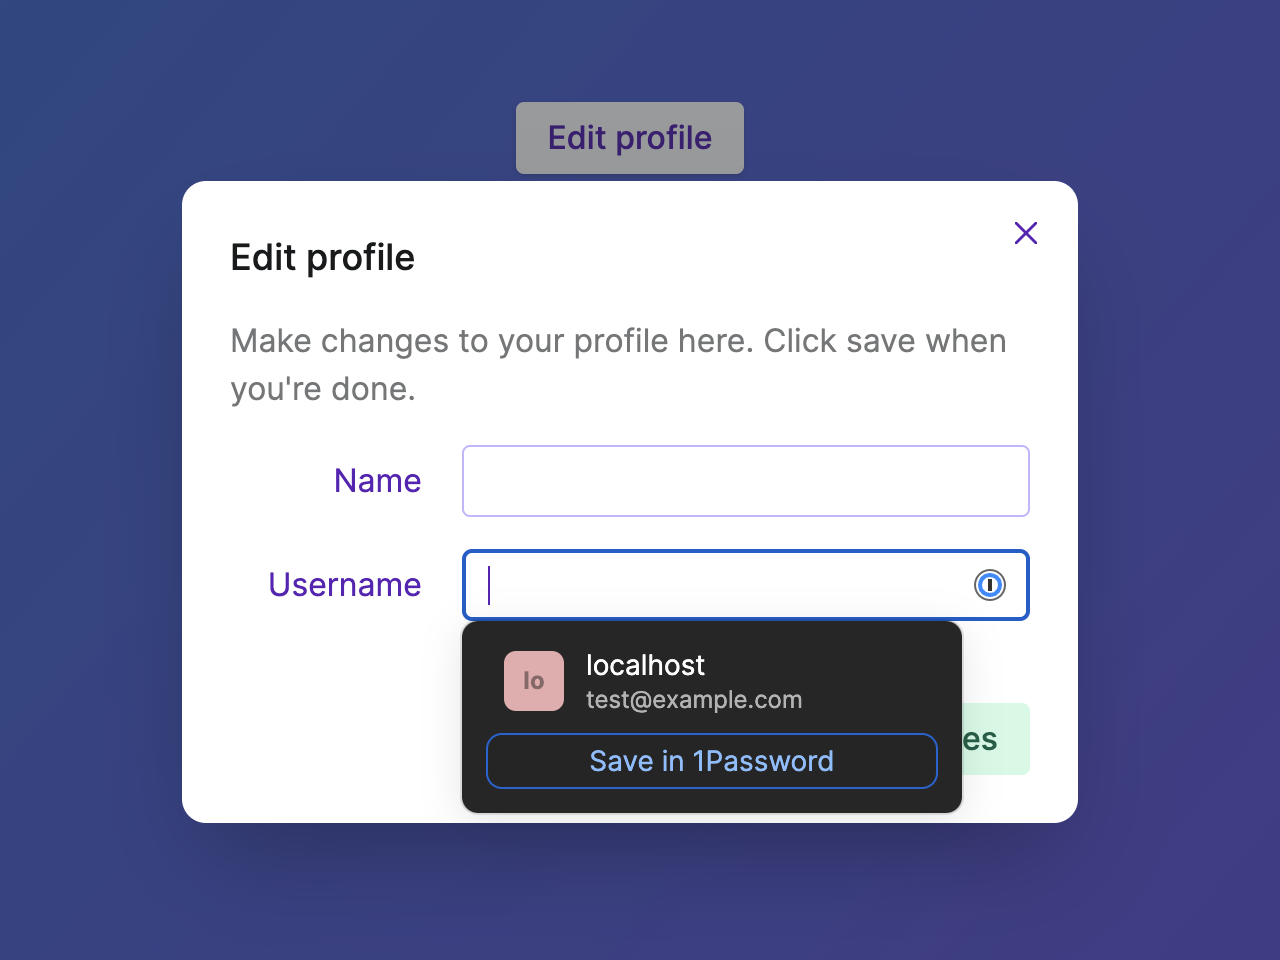 Edit profile
Edit profile
Make changes to your profile here. Click save when
you're done.
Name
Username
lo
localhost
test@example.com
Save in 1Password
es